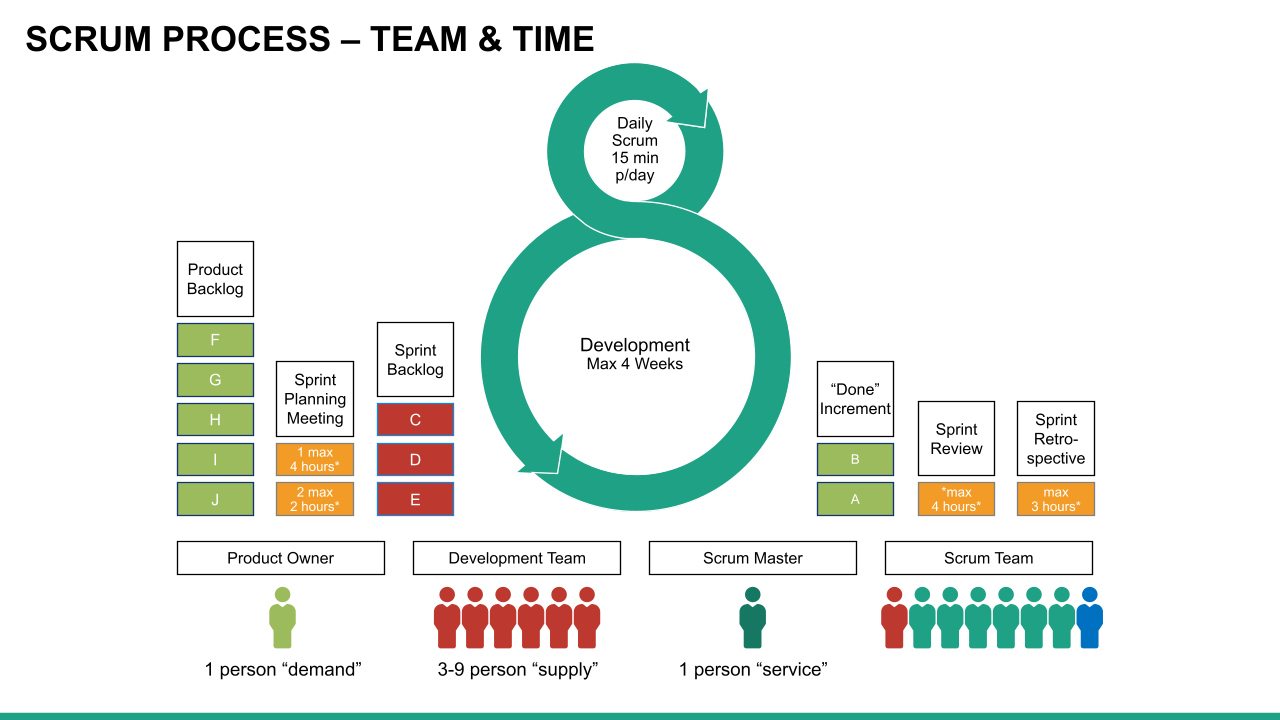 SCRUM PROCESS – TEAM & TIME
Daily
Scrum
15 min
p/day
Development
Max 4 Weeks
Product
Backlog
F
G
H
I
J
Sprint
Planning
Meeting
1 max
4 hours*
2 max
2 hours*
Sprint
Backlog
C
D
E
“Done”
Increment
B
A
Sprint
Review
*max
4 hours*
Sprint
Retro-
spective
max
3 hours*
Product Owner
Development Team
Scrum Master
Scrum Team
1 person “demand”
3-9 person “supply”
1 person “service”